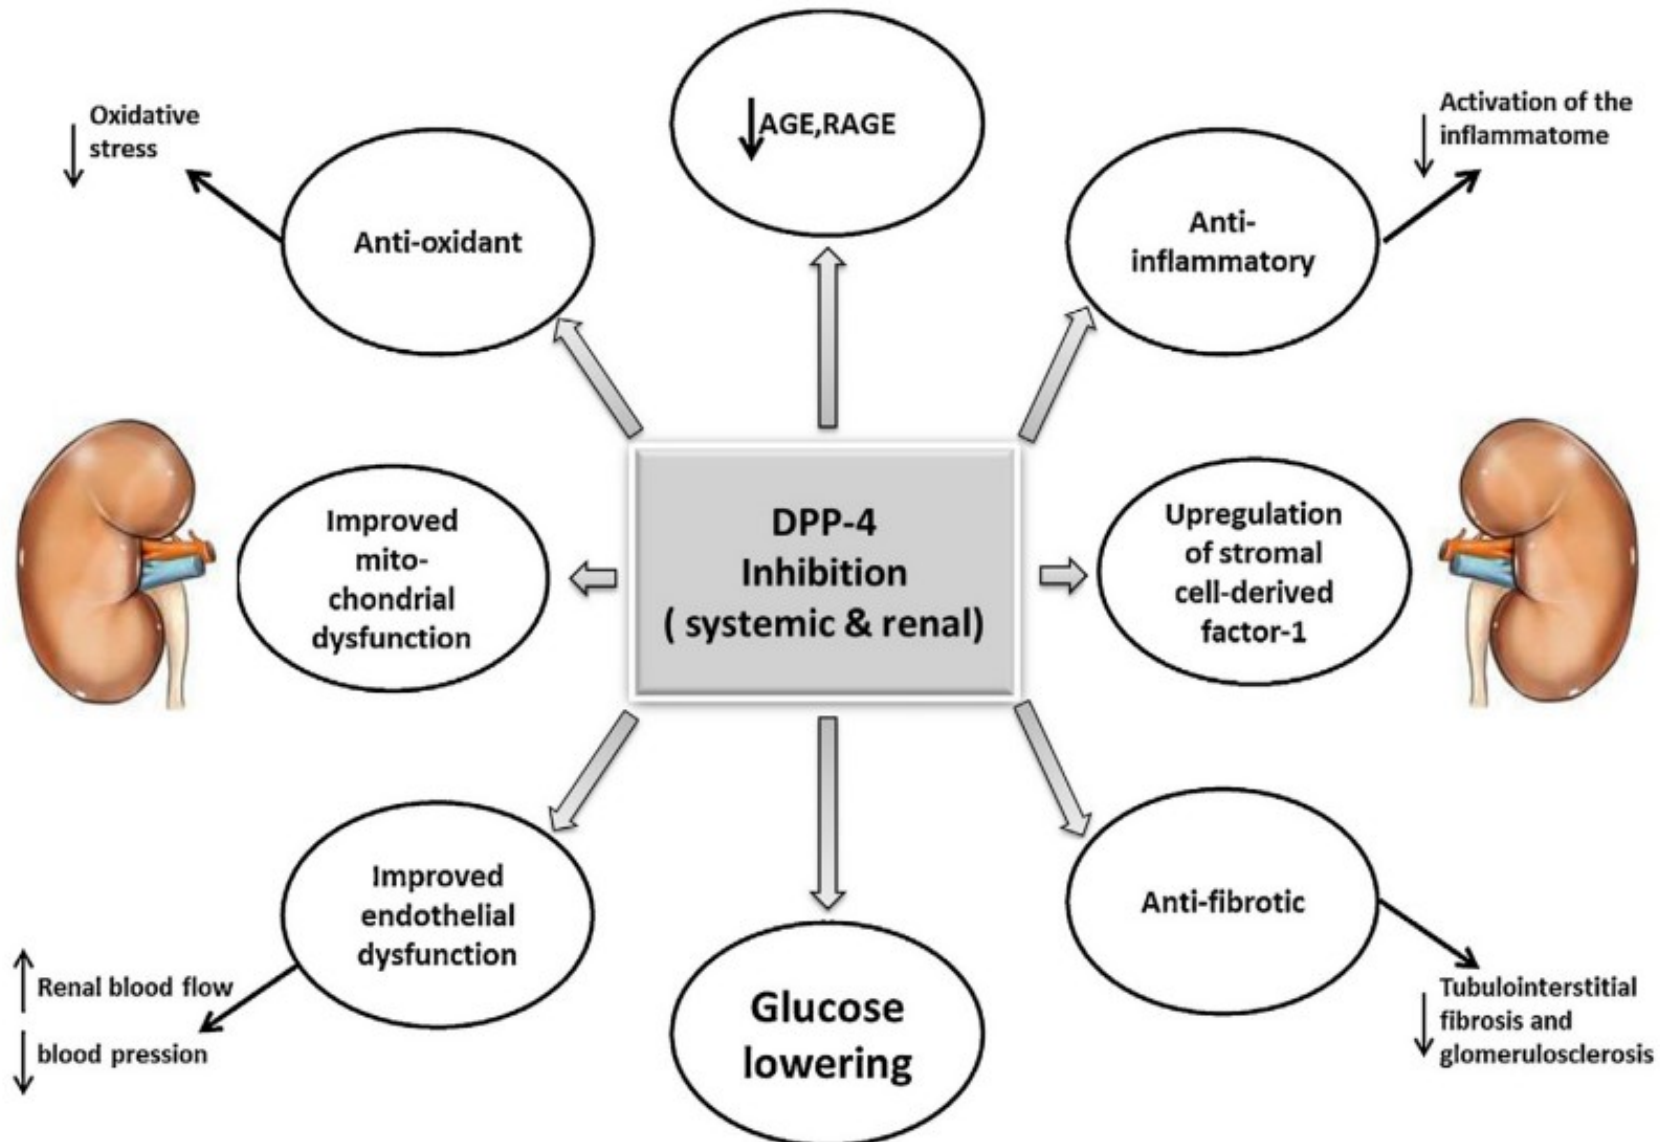 Oxidative
stress
AGE,RAGE
Activation of the
inflammatome
Anti-oxidant
Anti-
inflammatory
Improved
mito-
chondrial
dysfunction
DPP-4
Inhibition
( systemic & renal)
Upregulation
of stromal
cell-derived
factor-1
Improved
endothelial
dysfunction
Renal blood flow
blood pression
Glucose
lowering
Anti-fibrotic
Tubulointerstitial
fibrosis and
glomerulosclerosis